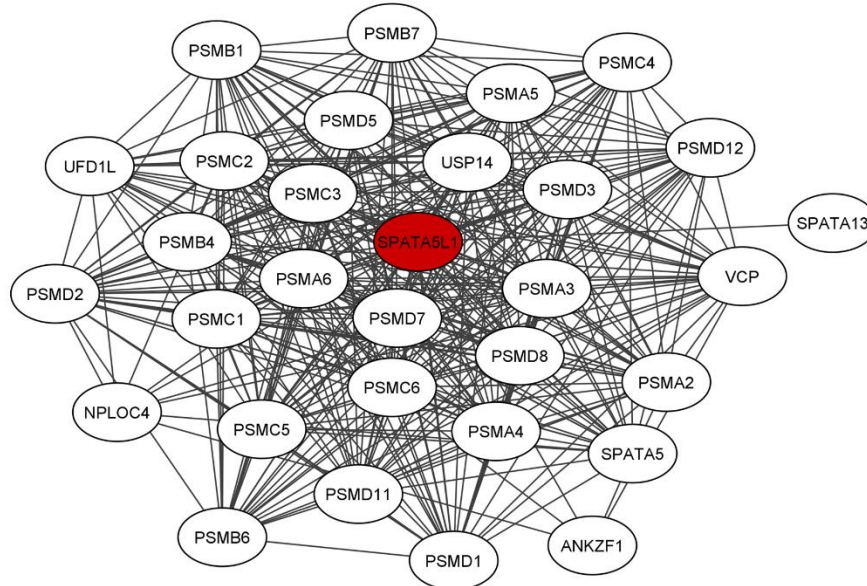 PSMB7
PSMB1
PSMC4
PSMA5
PSMD5
PSMD12
UFD1L
PSMC2
USP14
PSMC3
PSMD3
SPATA13
PSMB4
SPATA5L1
VCP
PSMA6
PSMA3
PSMD2
PSMC1
PSMD7
PSMD8
PSMA2
PSMC6
NPLOC4
PSMC5
PSMA4
SPATA5
PSMD11
PSMB6
ANKZF1
PSMD1